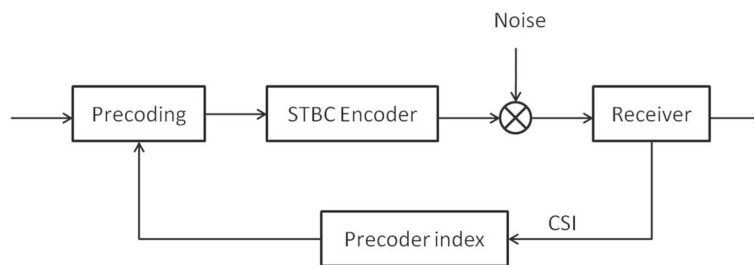 Noise
Precoding
STBC Encoder
Receiver
CSI
Precoder index